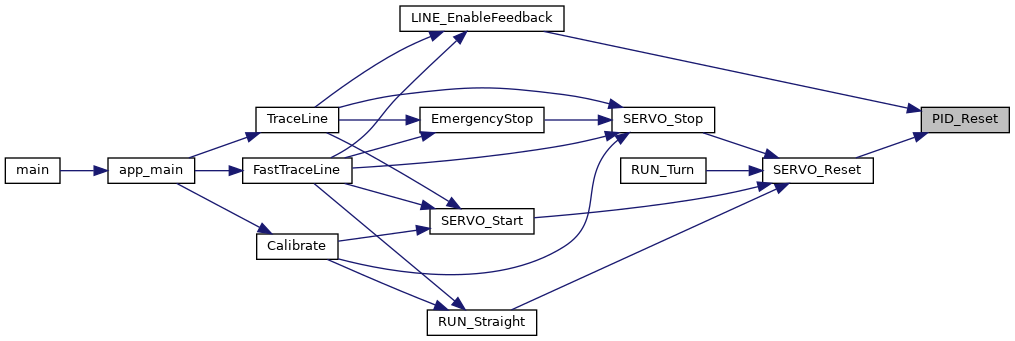 LINE_EnableFeedback
TraceLine
EmergencyStop
SERVO_Stop
PID_Reset
main
app_main
FastTraceLine
RUN_Turn
SERVO_Reset
SERVO_Start
Calibrate
RUN_Straight